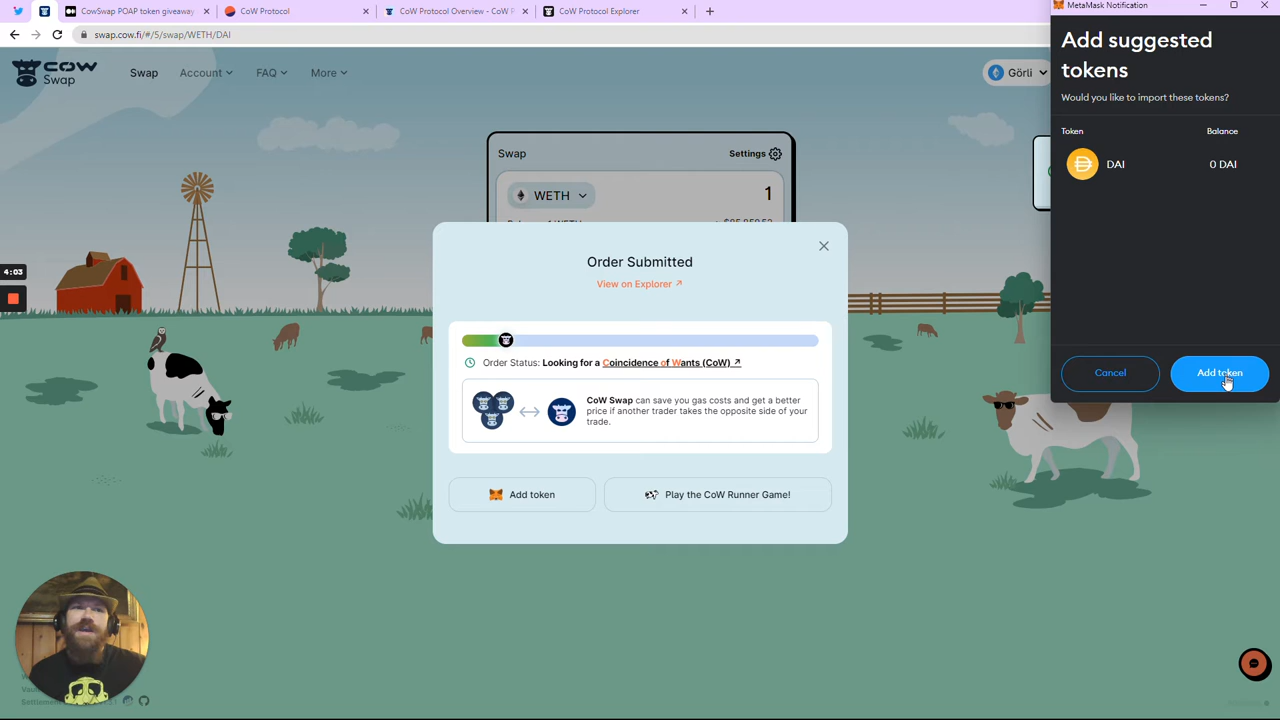 CowSwap POAP token giveaway
CoW Protocol
CoW Protocol Overview - CoW P
CoW Protocol Explorer
swap.cow.fi/#/5/swap/WETH/DAI
COW
Swap
Swap
Account
FAQ
More
Görli
Swap
Settings
WETH
1
Order Submitted
View on Explorer ↗
Order Status: Looking for a Coincidence of Wants (CoW) ↗
CoW Swap can save you gas costs and get a better
price if another trader takes the opposite side of your
trade.
Add token
Play the CoW Runner Game!
4:03
MetaMask Notification
Add suggested
tokens
Would you like to import these tokens?
Token
Balance
DAI
0 DAI
Cancel
Add token